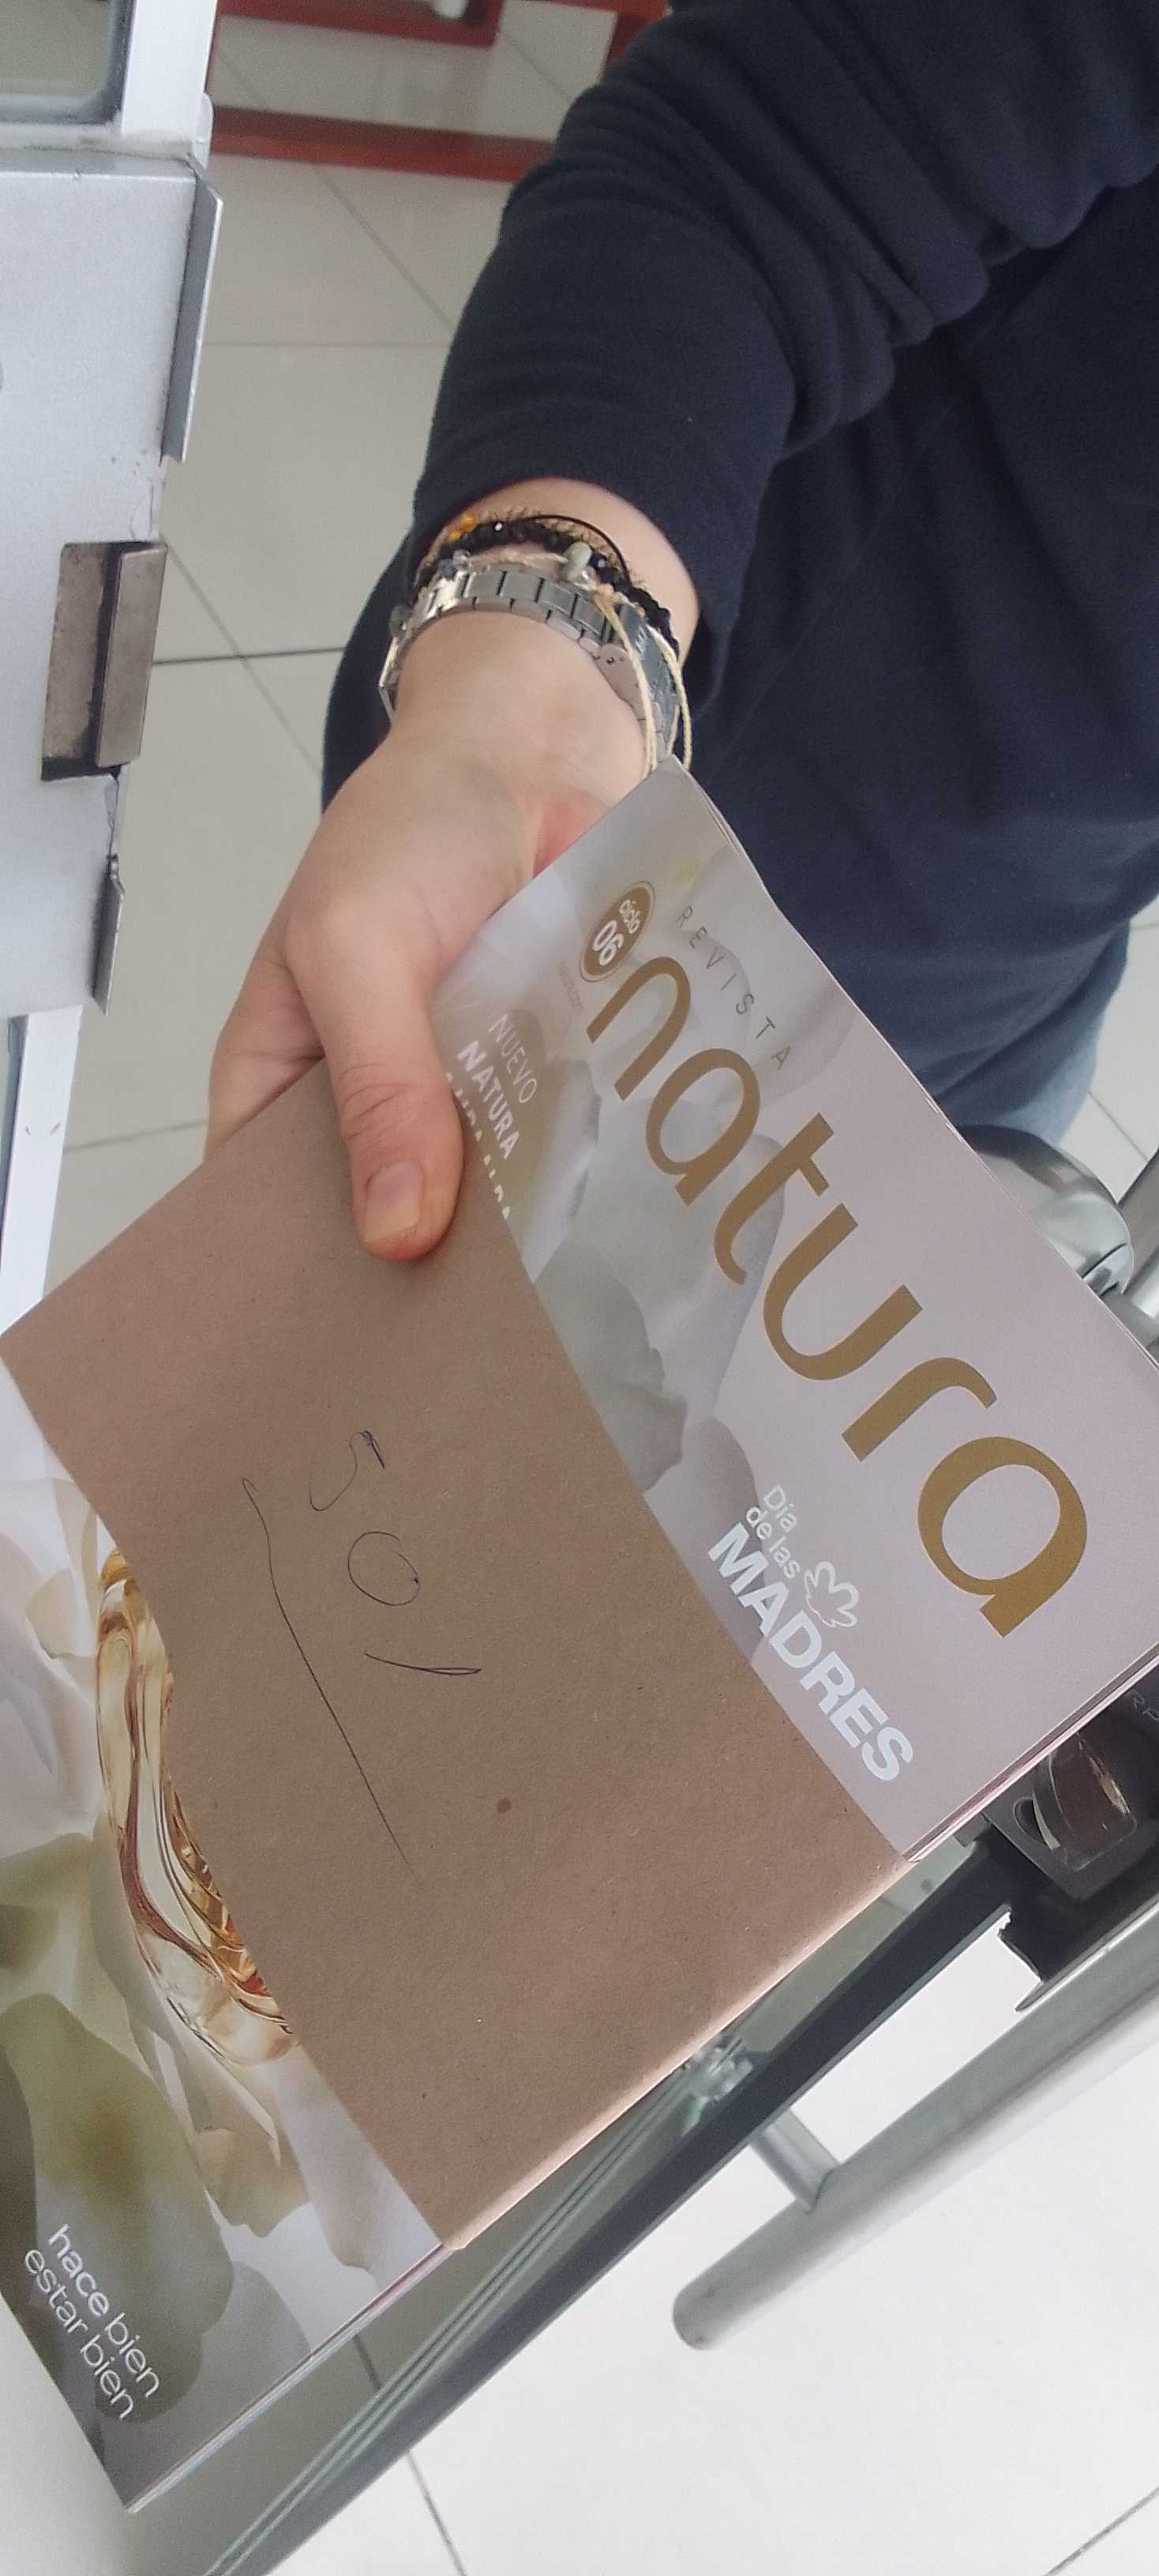 REVISTA
natura
ciclo
06
NUEVO
NATURA
Día
de las
MADRES
501
hace bien
estar bien